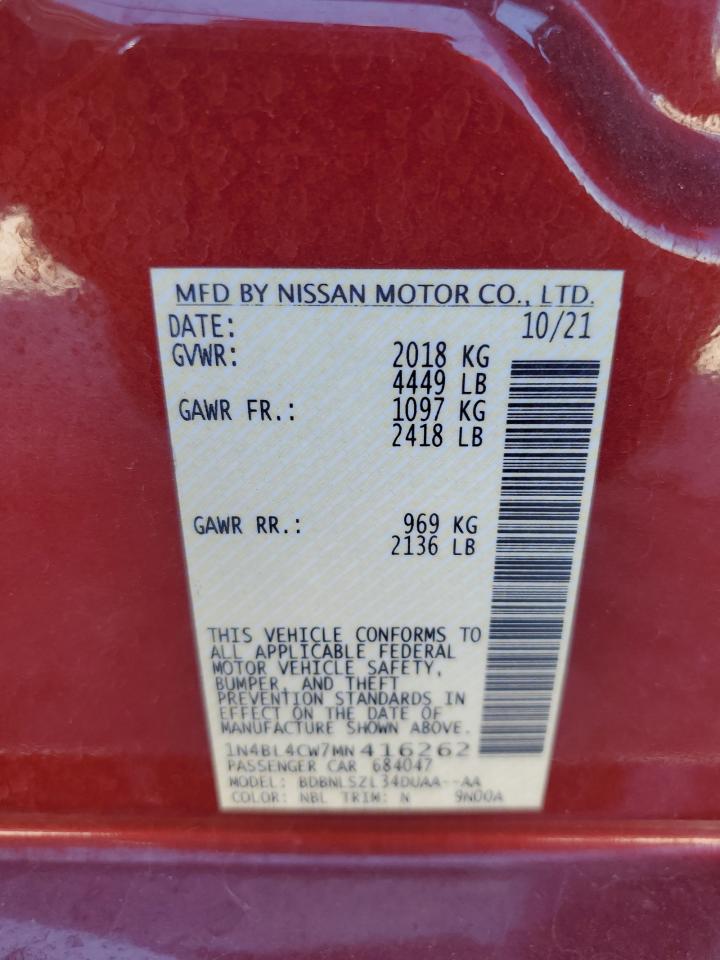 MFD BY NISSAN MOTOR CO., LTD.
DATE: 10/21
GVWR: 2018 KG
4449 LB
GAWR FR.: 1097 KG
2418 LB
GAWR RR.: 969 KG
2136 LB
THIS VEHICLE CONFORMS TO
ALL APPLICABLE FEDERAL
MOTOR VEHICLE SAFETY,
BUMPER, AND THEFT
PREVENTION STANDARDS IN
EFFECT ON THE DATE OF
MANUFACTURE SHOWN ABOVE.
1N4BL4CW7MN416262
PASSENGER CAR 684047
MODEL: BDBNLSZL34DUAA--AA
COLOR: NBL TRIM: N 9N00A